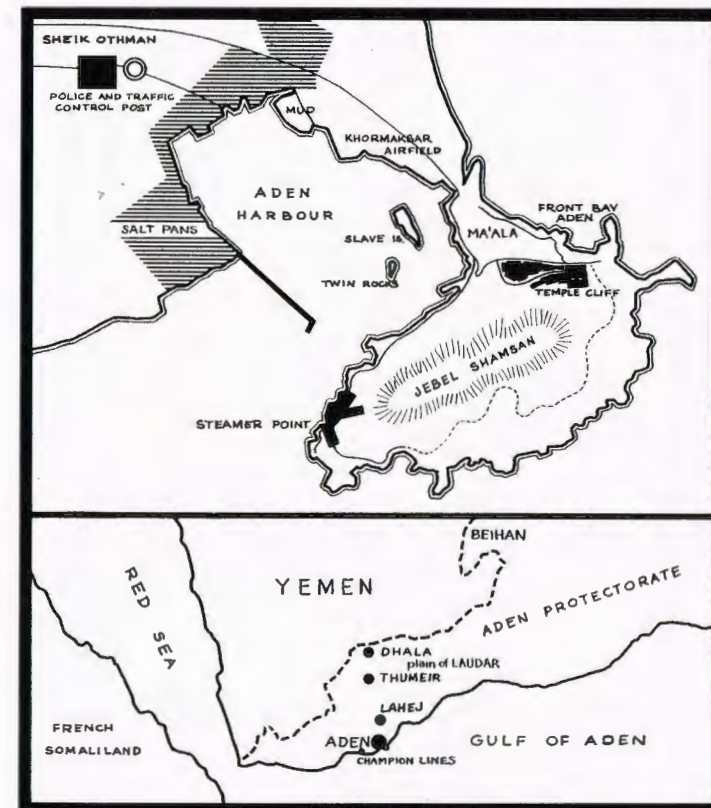 SHEIK OTHMAN
POLICE AND TRAFFIC
CONTROL POST
MUD
KHORMAKSAR
AIRFIELD
ADEN
HARBOUR
FRONT BAY
ADEN
MA'ALA
SALT PANS
SLAVE IS.
TWIN ROCKS
TEMPLE CLIFF
JEBEL SHAMSAN
STEAMER POINT
BEIHAN
RED SEA
YEMEN
ADEN PROTECTORATE
DHALA
plain of LAUDAR
THUMEIR
LAHEJ
FRENCH
SOMALILAND
ADEN
GULF OF ADEN
CHAMPION LINES